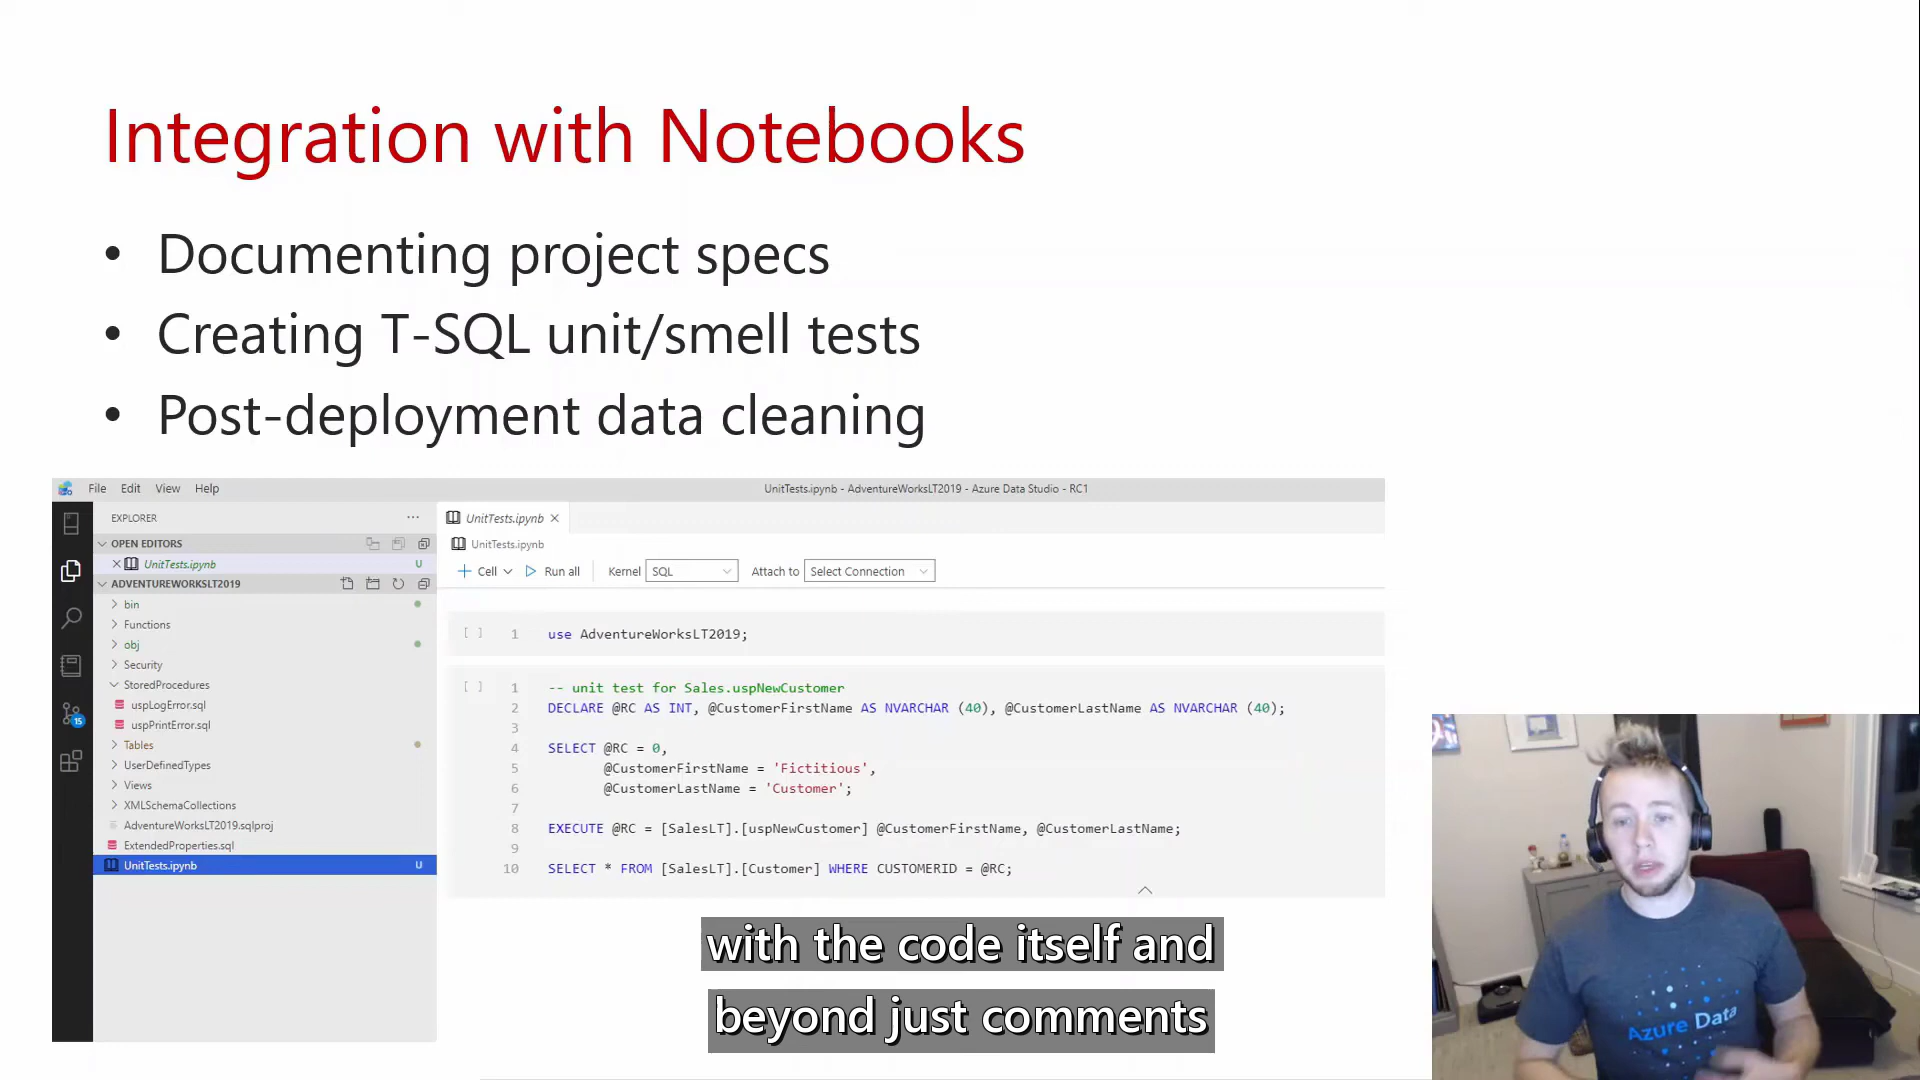 Integration with Notebooks
• Documenting project specs
• Creating T-SQL unit/smell tests
• Post-deployment data cleaning
File Edit View Help
UnitTests.ipynb - AdventureWorksLT2019 - Azure Data Studio - RC1
EXPLORER
OPEN EDITORS
UnitTests.ipynb U
ADVENTUREWORKSLT2019
bin
Functions
obj
Security
StoredProcedures
uspLogError.sql
uspPrintError.sql
Tables
UserDefinedTypes
Views
XMLSchemaCollections
AdventureWorksLT2019.sqlproj
ExtendedProperties.sql
UnitTests.ipynb U
15
UnitTests.ipynb
UnitTests.ipynb
Cell Run all Kernel SQL Attach to Select Connection
[ ] 1 use AdventureWorksLT2019;
[ ] 1 -- unit test for Sales.uspNewCustomer
2 DECLARE @RC AS INT, @CustomerFirstName AS NVARCHAR (40), @CustomerLastName AS NVARCHAR (40);
3
4 SELECT @RC = 0,
5 @CustomerFirstName = 'Fictitious',
6 @CustomerLastName = 'Customer';
7
8 EXECUTE @RC = [SalesLT].[uspNewCustomer] @CustomerFirstName, @CustomerLastName;
9
10 SELECT * FROM [SalesLT].[Customer] WHERE CUSTOMERID = @RC;
with the code itself and
beyond just comments
Azure Data